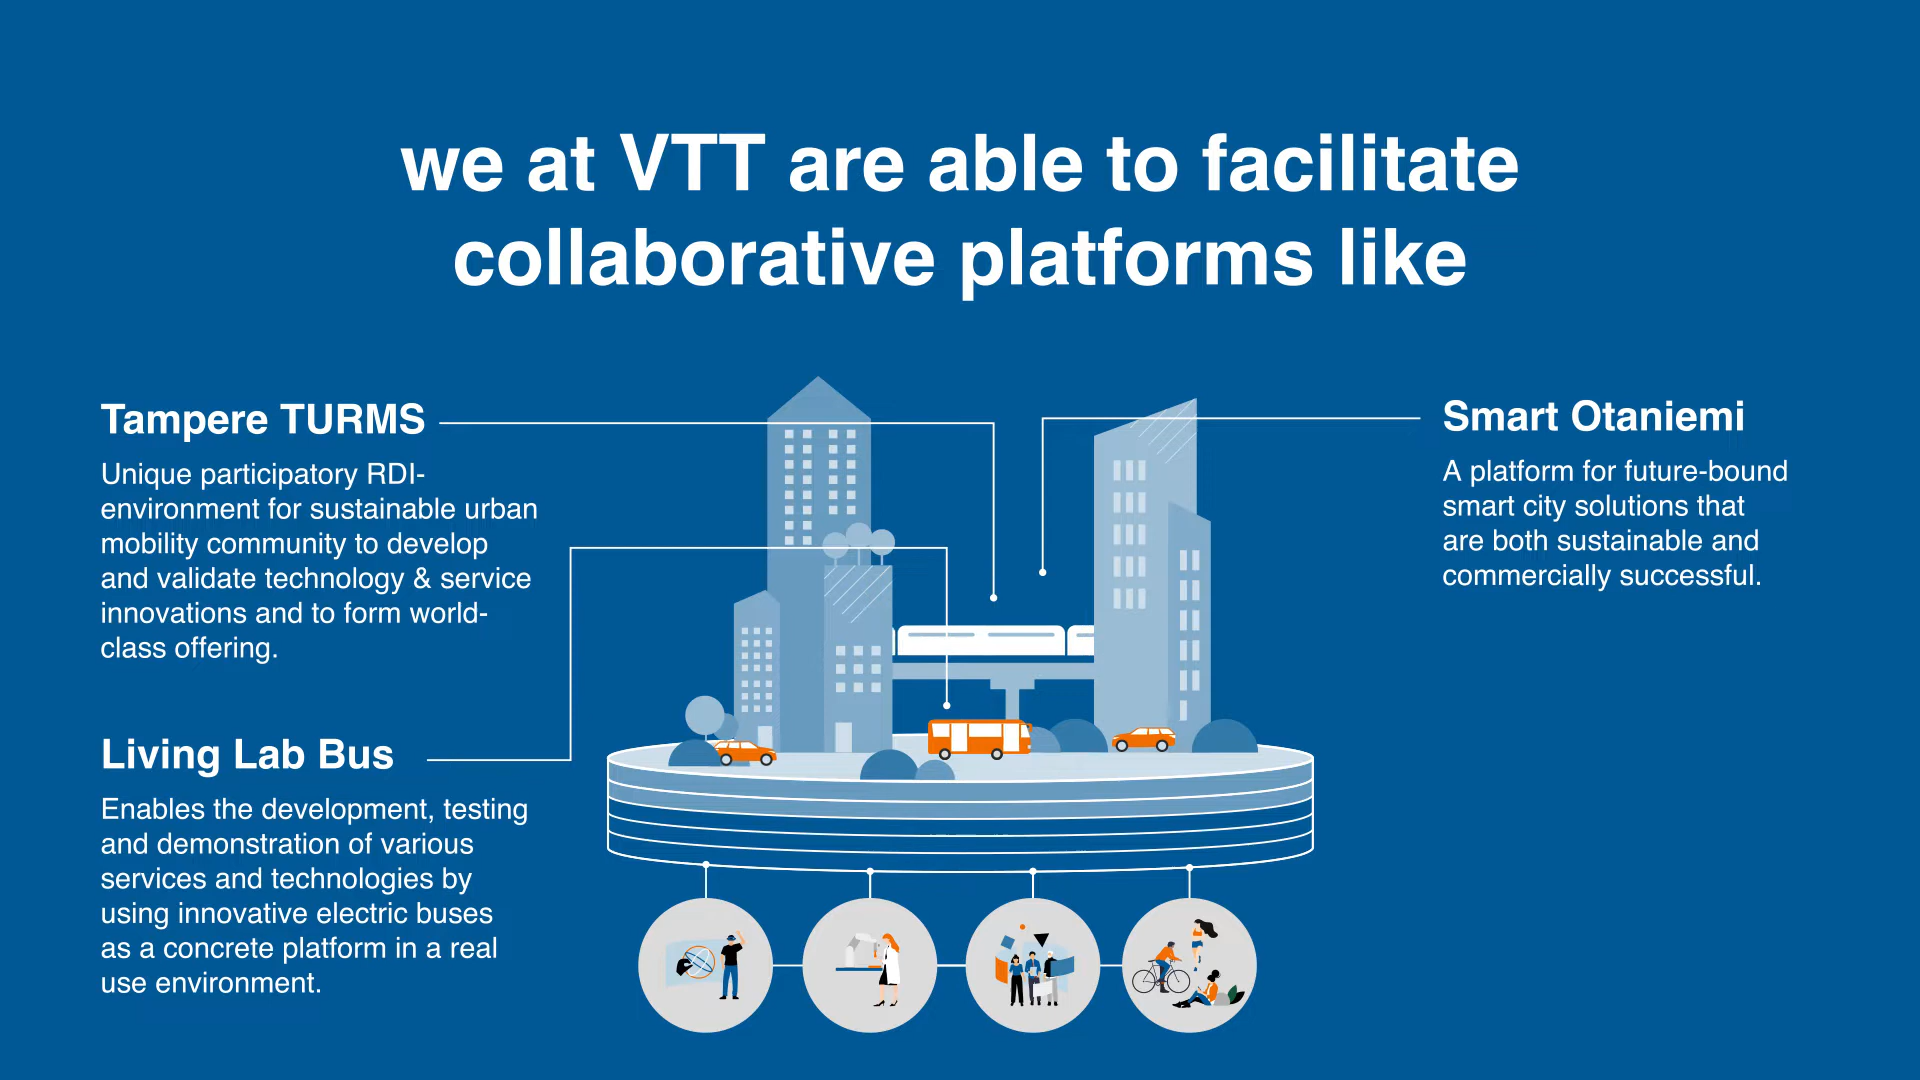 we at VTT are able to facilitate
collaborative platforms like
Tampere TURMS
Unique participatory RDI-
environment for sustainable urban
mobility community to develop
and validate technology & service
innovations and to form world-
class offering.
Living Lab Bus
Enables the development, testing
and demonstration of various
services and technologies by
using innovative electric buses
as a concrete platform in a real
use environment.
Smart Otaniemi
A platform for future-bound
smart city solutions that
are both sustainable and
commercially successful.